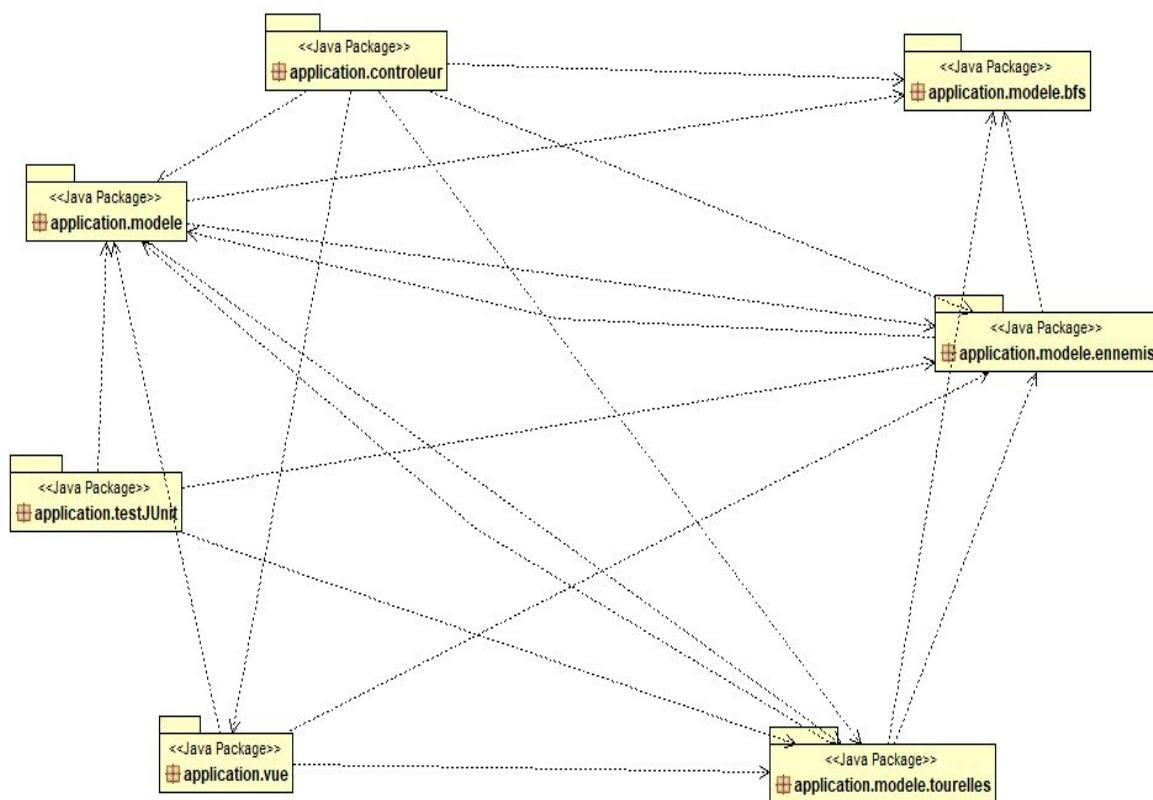 <<Java Package>>
application.controleur
<<Java Package>>
application.modele.bfs
<<Java Package>>
application.modele
<<Java Package>>
application.modele.ennemis
<<Java Package>>
application.testJUnit
<<Java Package>>
application.vue
<<Java Package>>
application.modele.tourelles